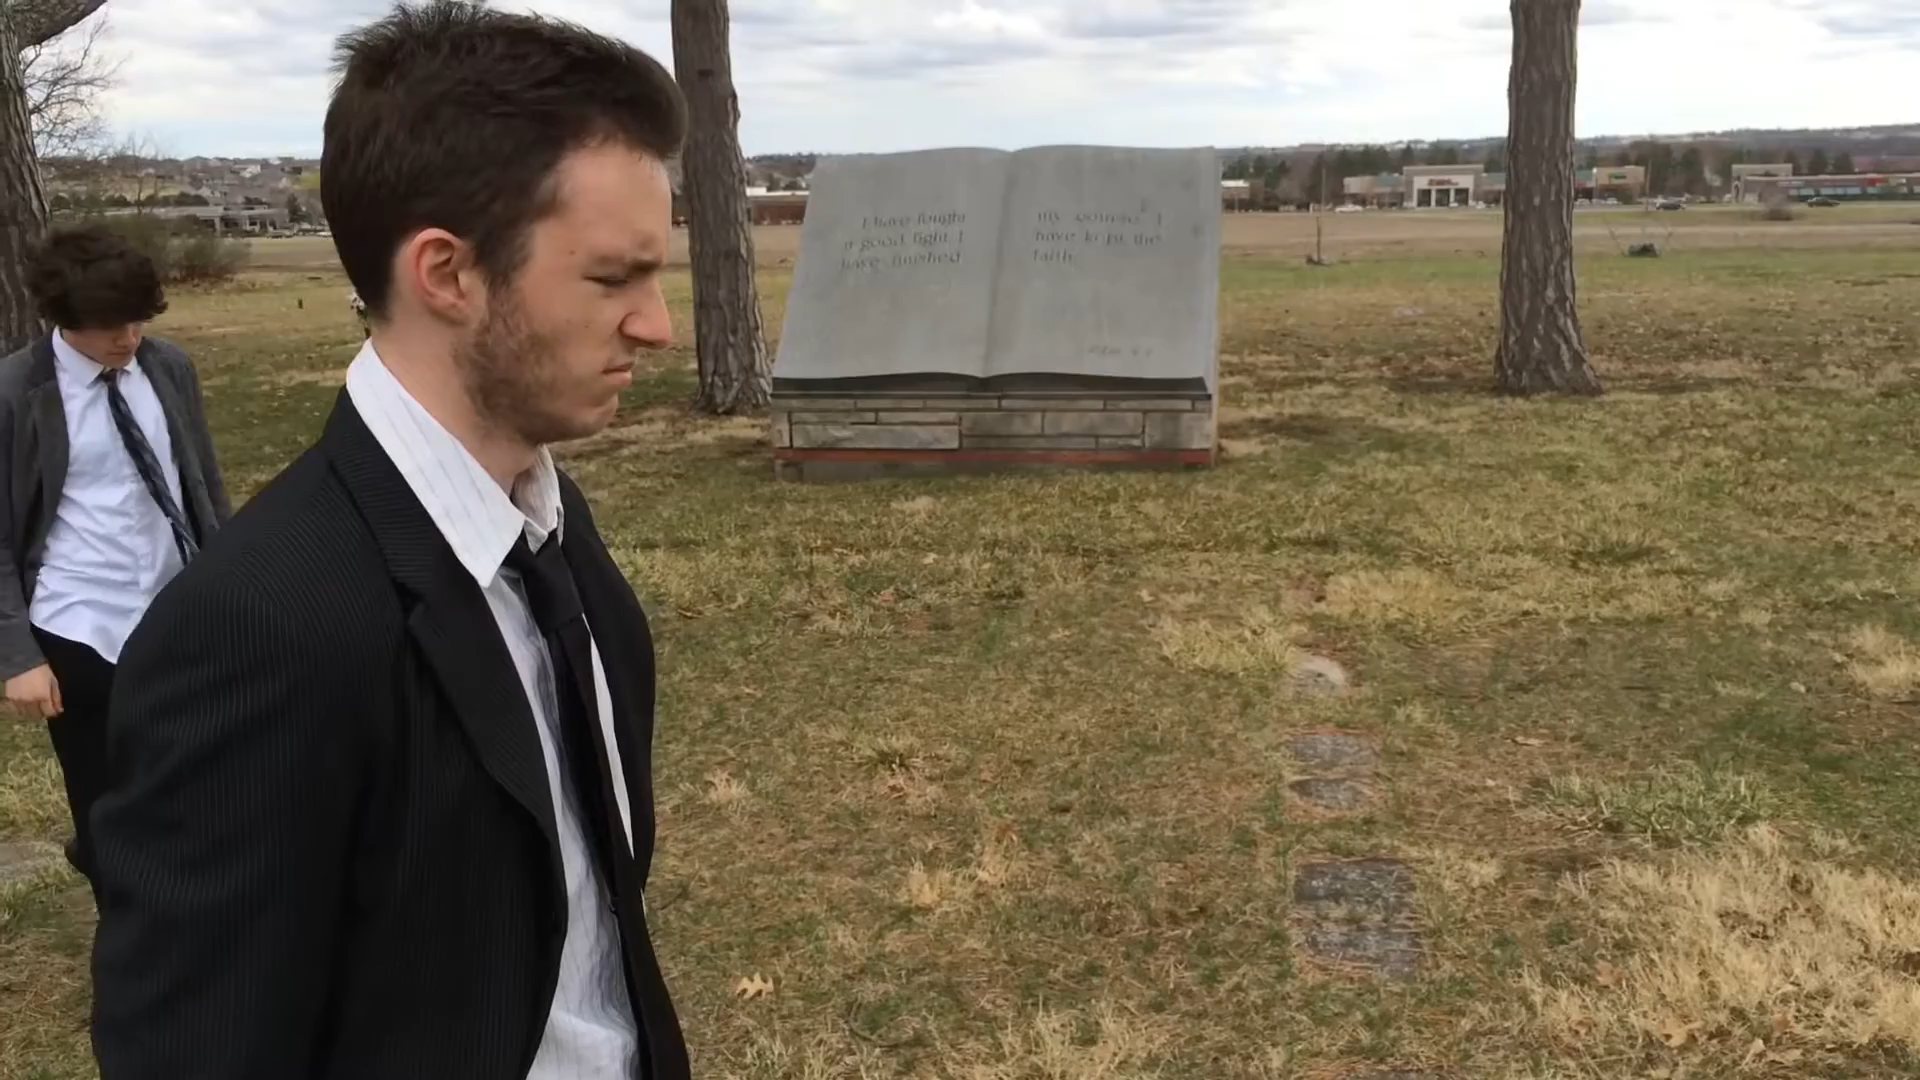 I have fought
a good fight I
have finished
my course I
have kept the
faith.